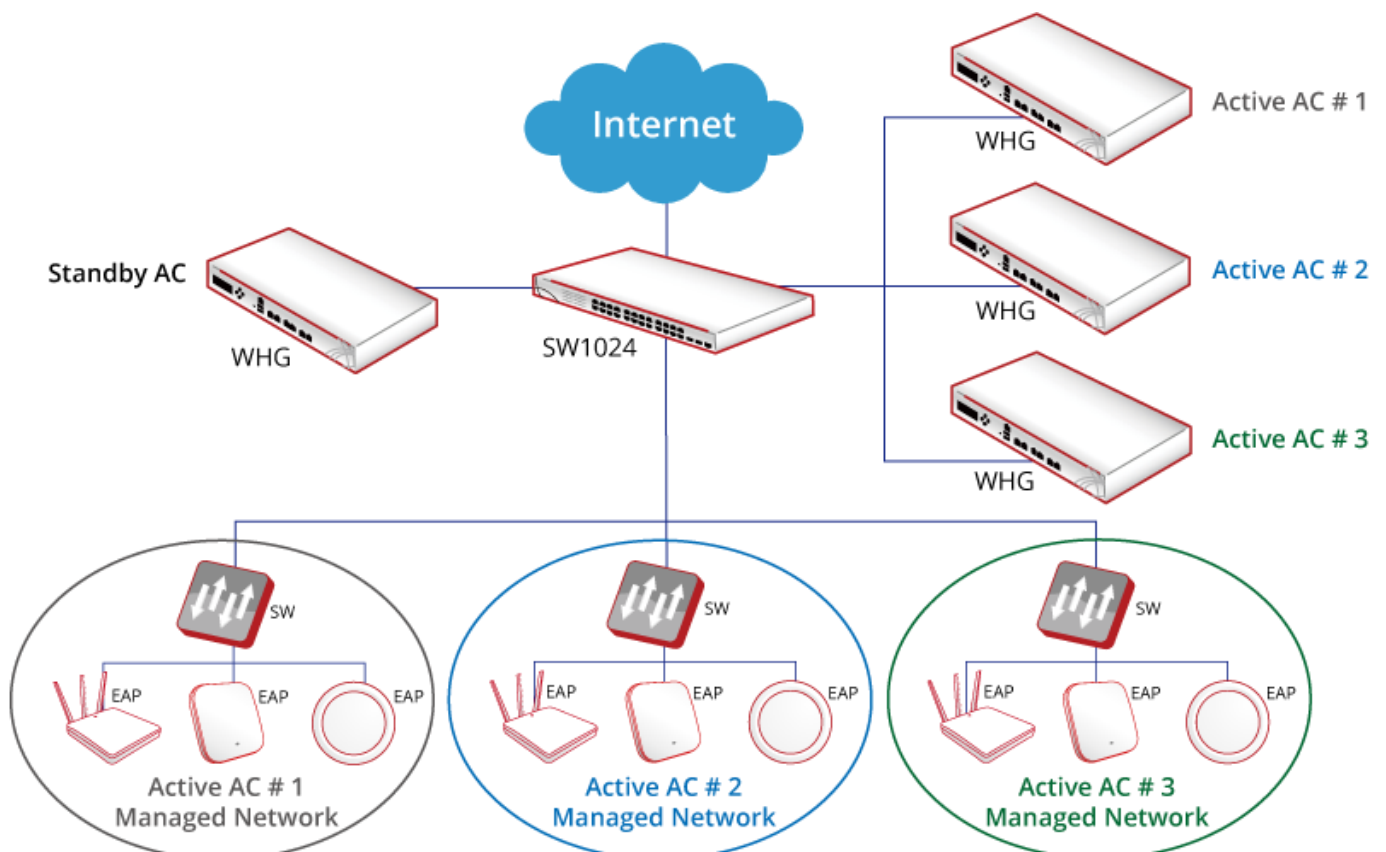 Internet
Active AC # 1
WHG
Standby AC
WHG
SW1024
Active AC # 2
WHG
Active AC # 3
WHG
SW
EAP
EAP
EAP
Active AC # 1
Managed Network
SW
EAP
EAP
EAP
Active AC # 2
Managed Network
SW
EAP
EAP
EAP
Active AC # 3
Managed Network